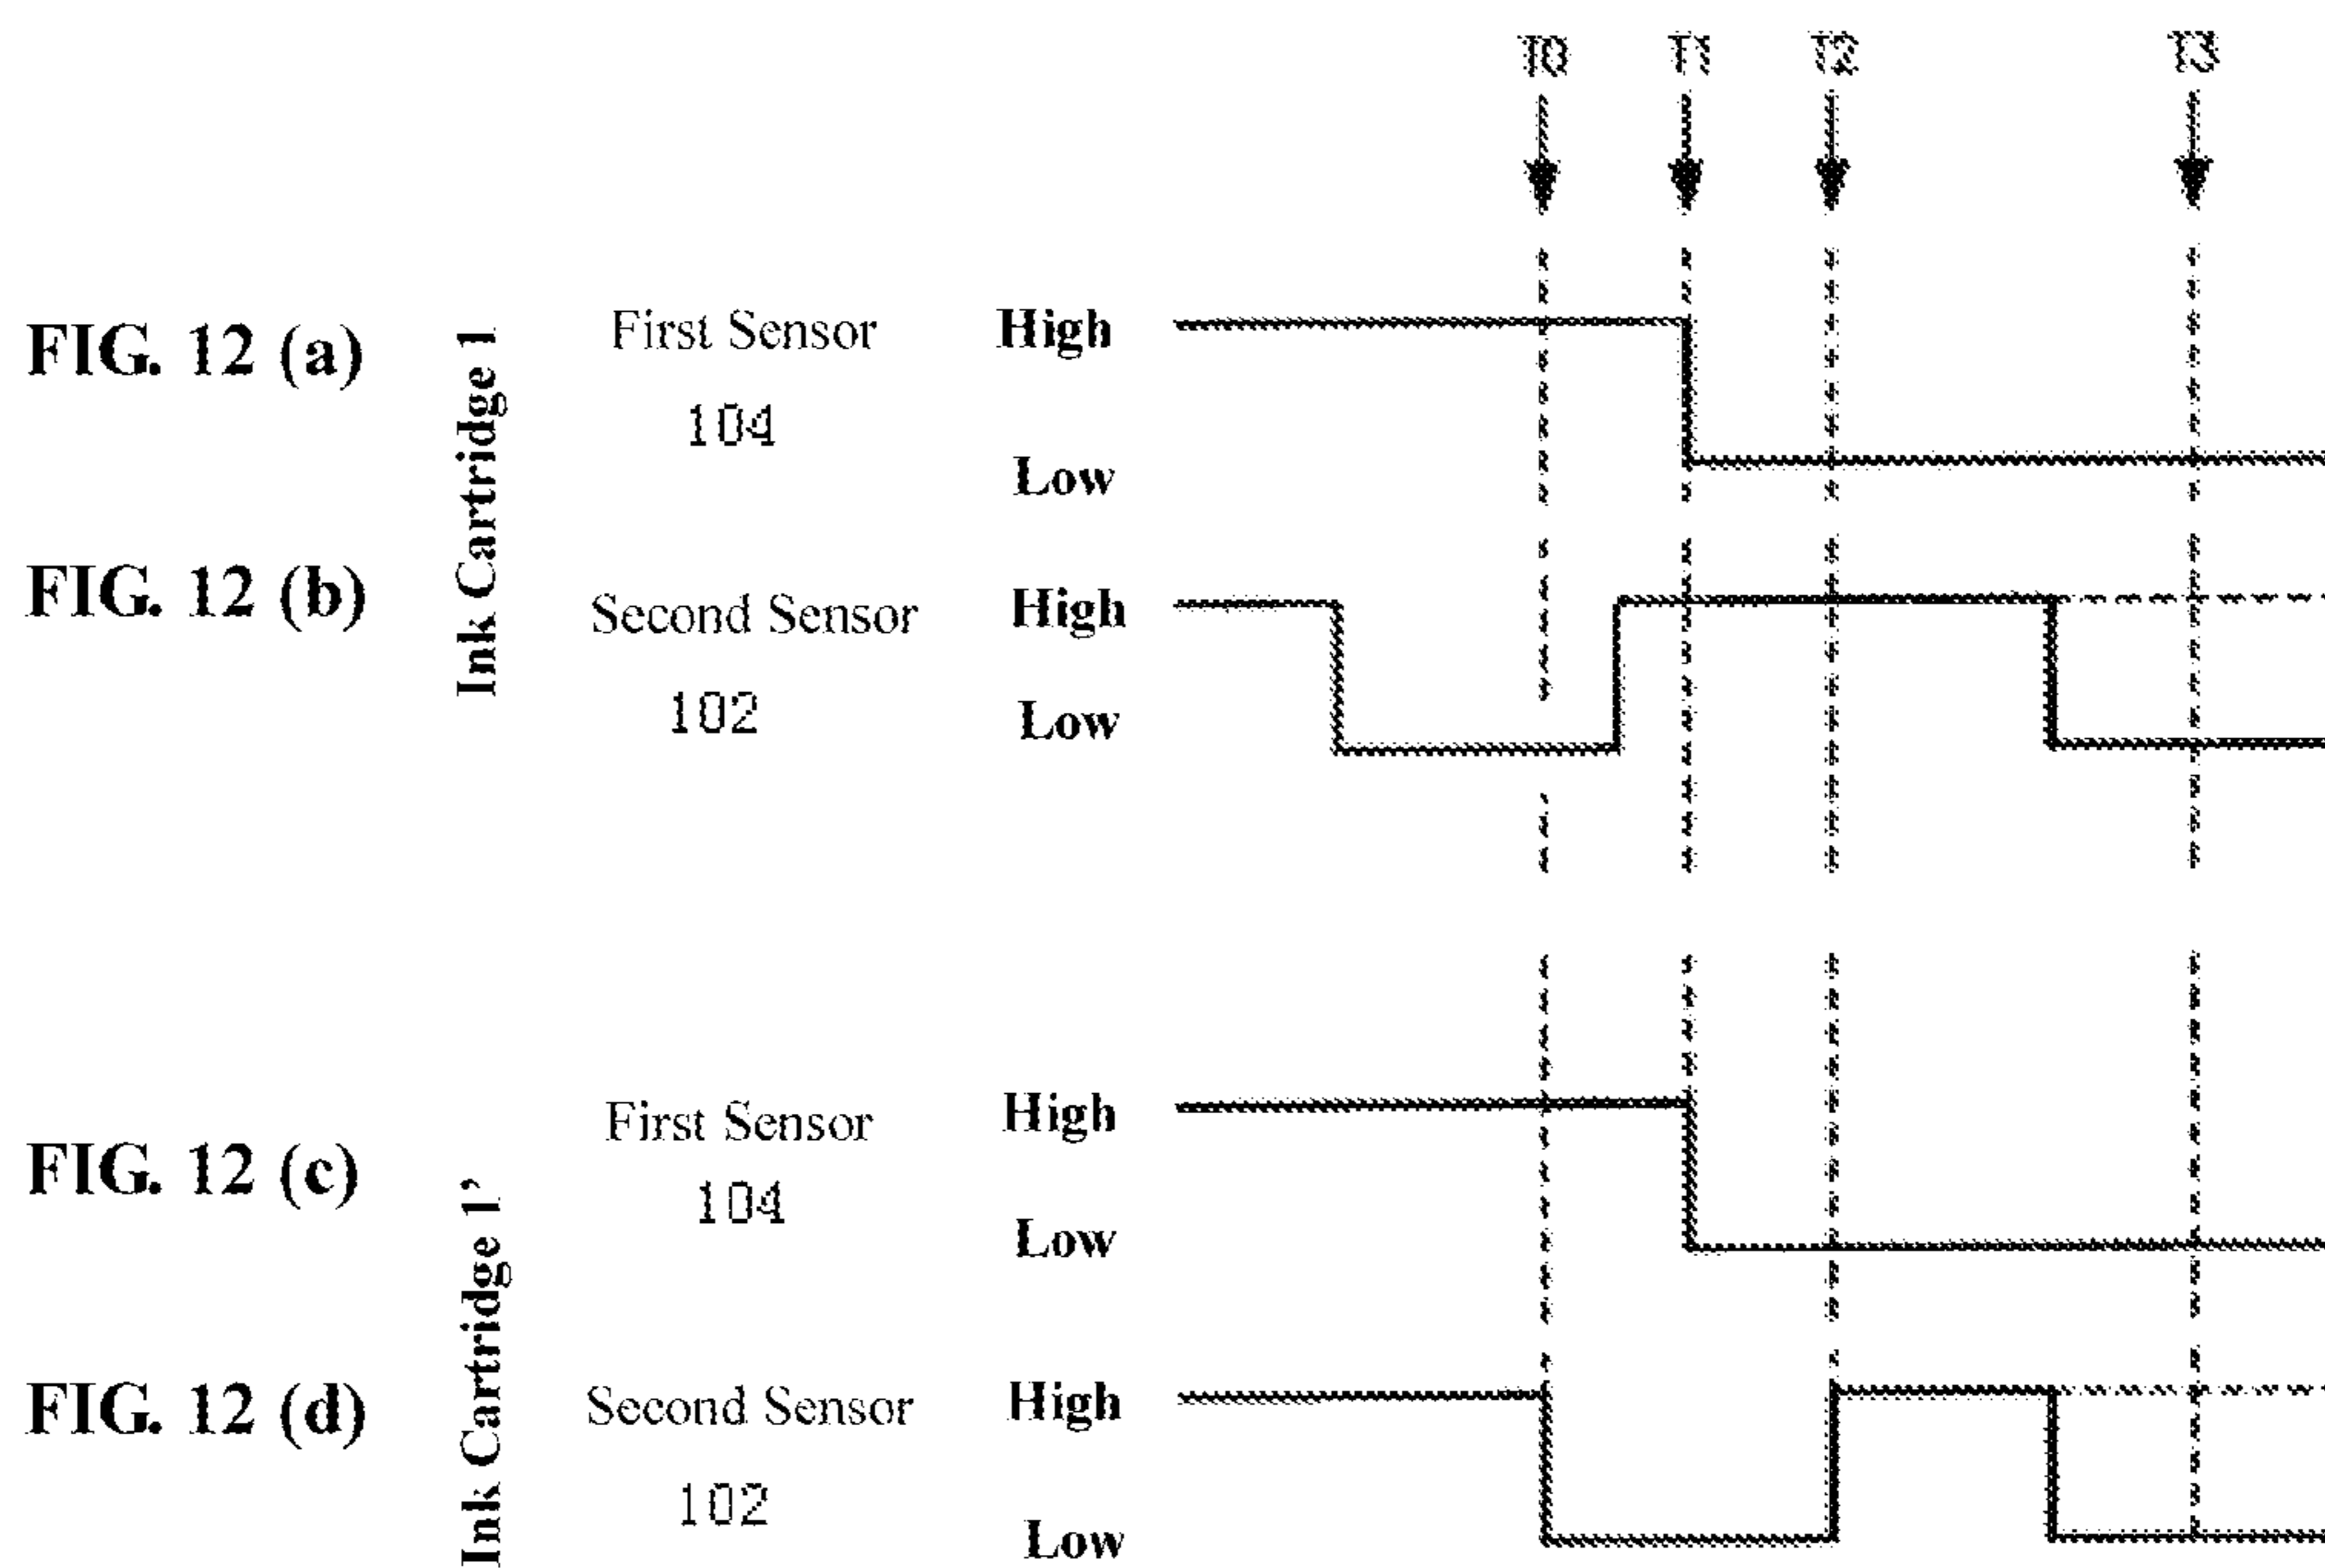 T0 T1 T2 T3
FIG. 12 (a)
Ink Cartridge 1
First Sensor
104
High
Low
FIG. 12 (b)
Second Sensor
102
High
Low
FIG. 12 (c)
Ink Cartridge 1’
First Sensor
104
High
Low
FIG. 12 (d)
Second Sensor
102
High
Low